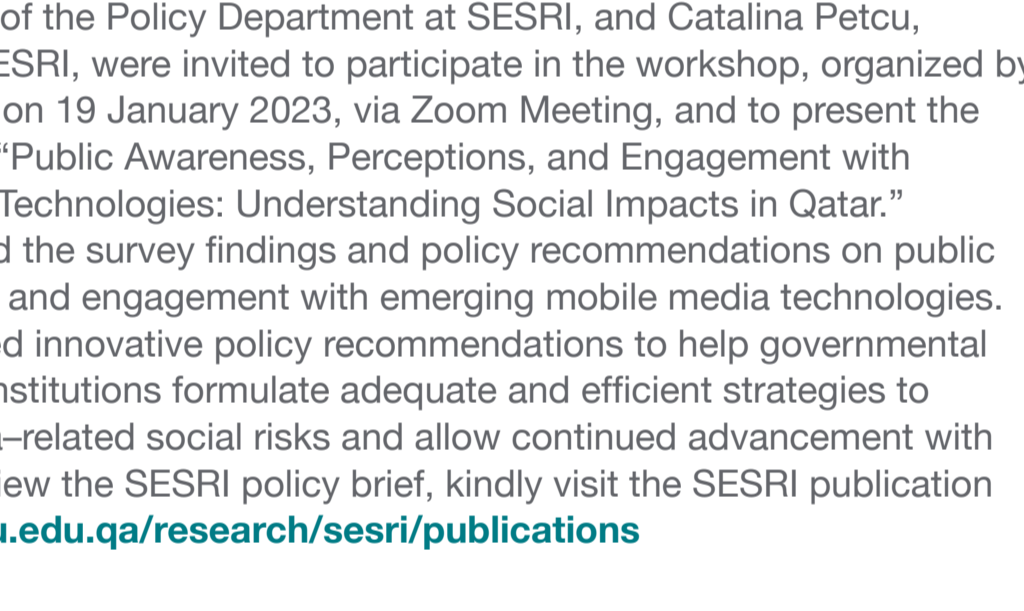 of the Policy Department at SESRI, and Catalina Petcu,
ESRI, were invited to participate in the workshop, organized by
on 19 January 2023, via Zoom Meeting, and to present the
“Public Awareness, Perceptions, and Engagement with
Technologies: Understanding Social Impacts in Qatar.”
the survey findings and policy recommendations on public
and engagement with emerging mobile media technologies.
innovative policy recommendations to help governmental
nstitutions formulate adequate and efficient strategies to
–related social risks and allow continued advancement with
iew the SESRI policy brief, kindly visit the SESRI publication
u.edu.qa/research/sesri/publications